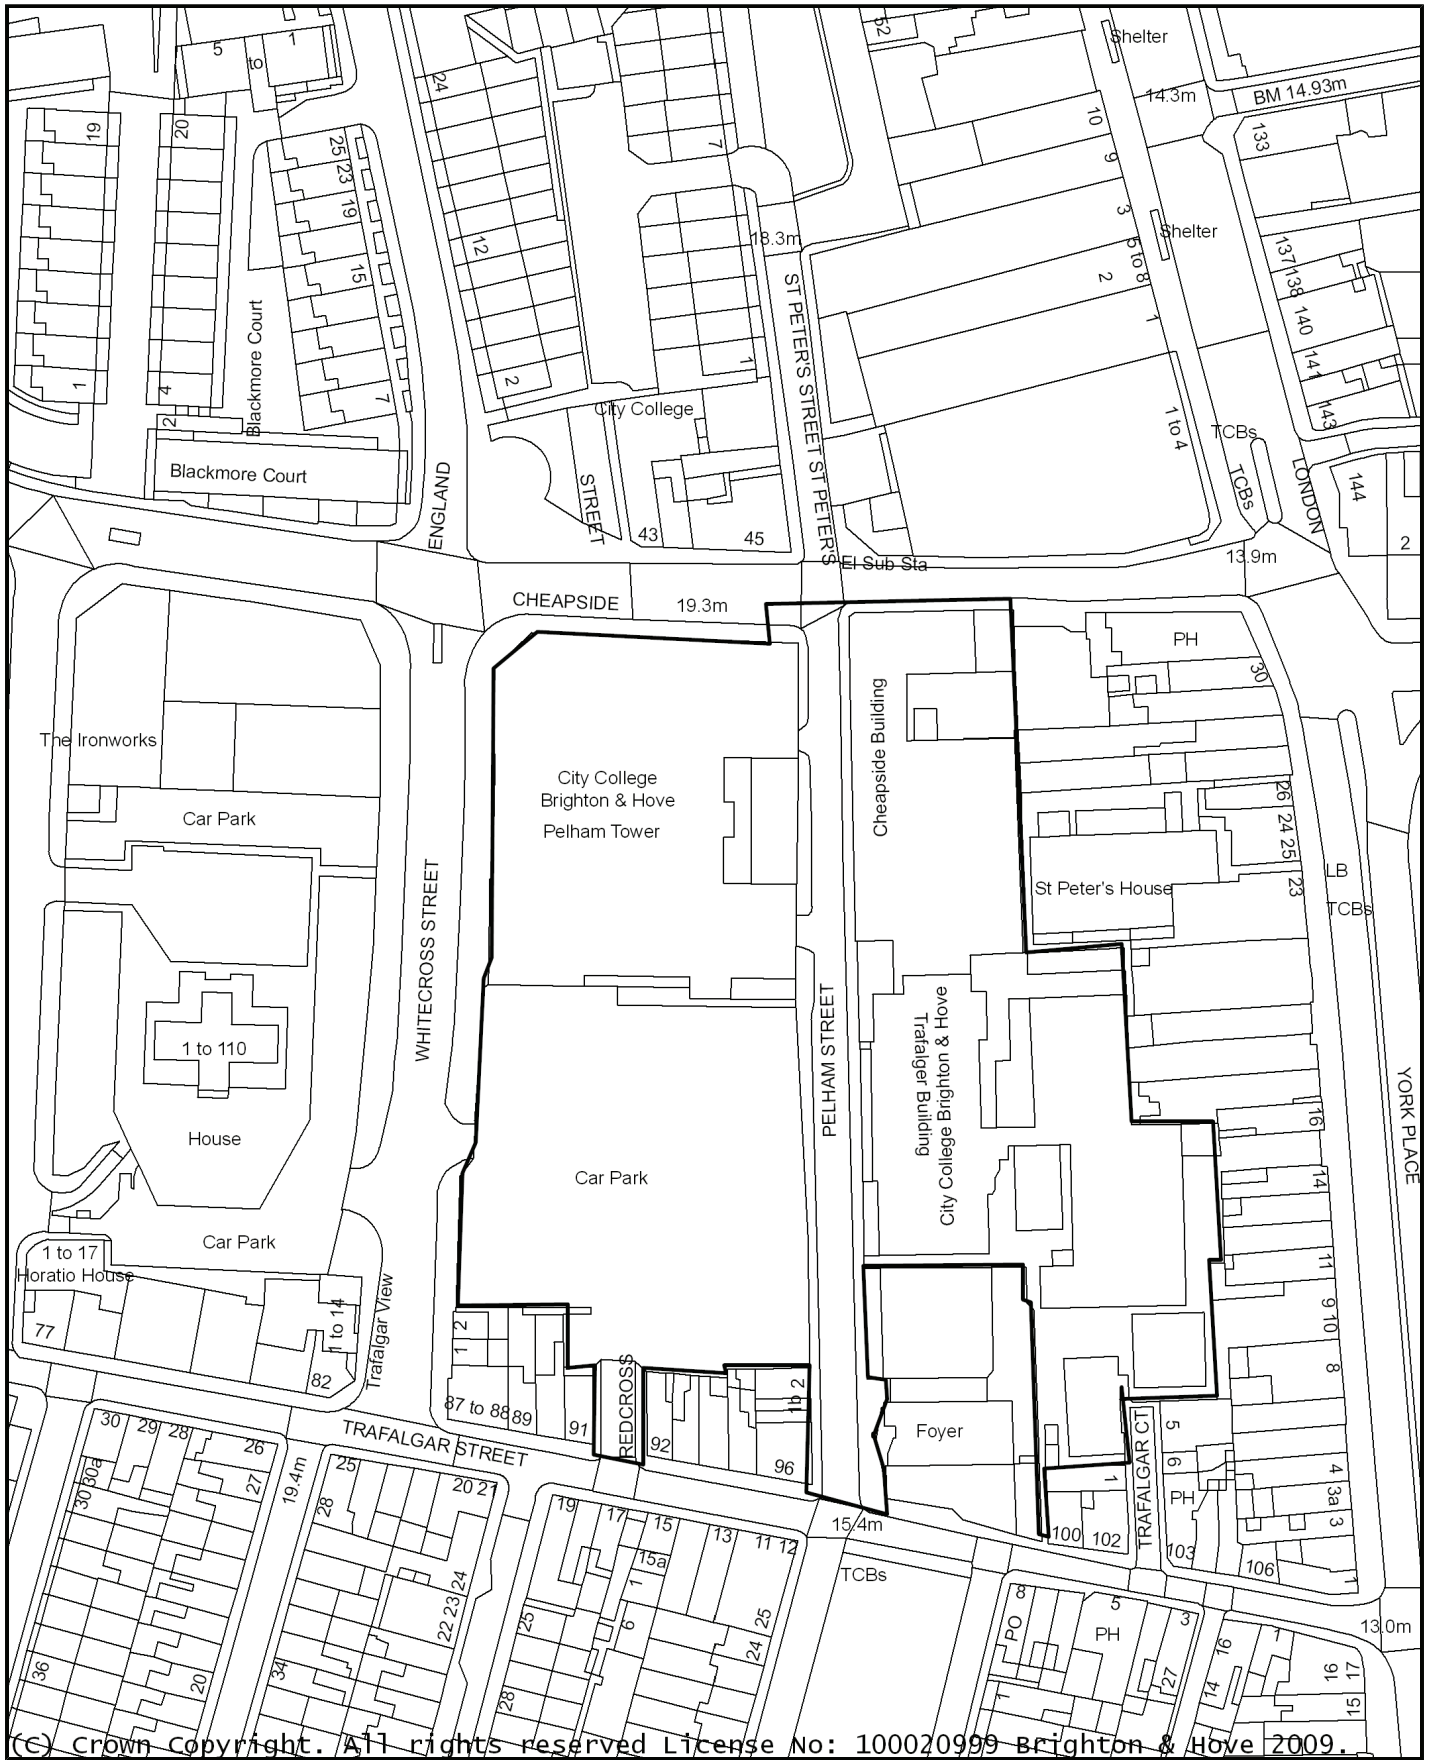 5
to
1
24
52
Shelter
14.3m
BM 14.93m
133
19
20
25
23
19
15
7
12
2
7
1
10
9
3
5 to 8
2
1
1 to 4
18.3m
Shelter
137
138
140
141
143
144
2
1
4
2
Blackmore Court
Blackmore Court
ENGLAND
STREET
City College
43
45
ST PETER'S STREET ST PETER'S
El Sub Sta
TCBs
TCBs
LONDON
13.9m
CHEAPSIDE
19.3m
The Ironworks
Car Park
WHITECROSS STREET
City College
Brighton & Hove
Pelham Tower
Cheapside Building
PH
30
26
24 25
23
St Peter's House
LB
TCBs
1 to 110
House
Car Park
PELHAM STREET
City College Brighton & Hove
Trafalger Building
YORK PLACE
16
14
11
9 10
8
Car Park
1 to 17
Horatio House
77
1 to 14
82
Trafalgar View
2
1
87 to 88
89
91
REDCROSS
92
1b 2
96
Foyer
TRAFALGAR CT
5
6
PH
4
3a
3
1
1
100
102
103
106
1
TRAFALGAR STREET
15.4m
TCBs
30
29
28
26
27
30a
30
36
20
19.4m
25
28
34
20 21
24
22 23
19
17
15
15a
1
6
13
11 12
25
28
25
24
8
PO
1
5
PH
3
27
16
14
1
16
17
15
13.0m
(C) Crown Copyright. All rights reserved License No: 100020999 Brighton & Hove 2009.